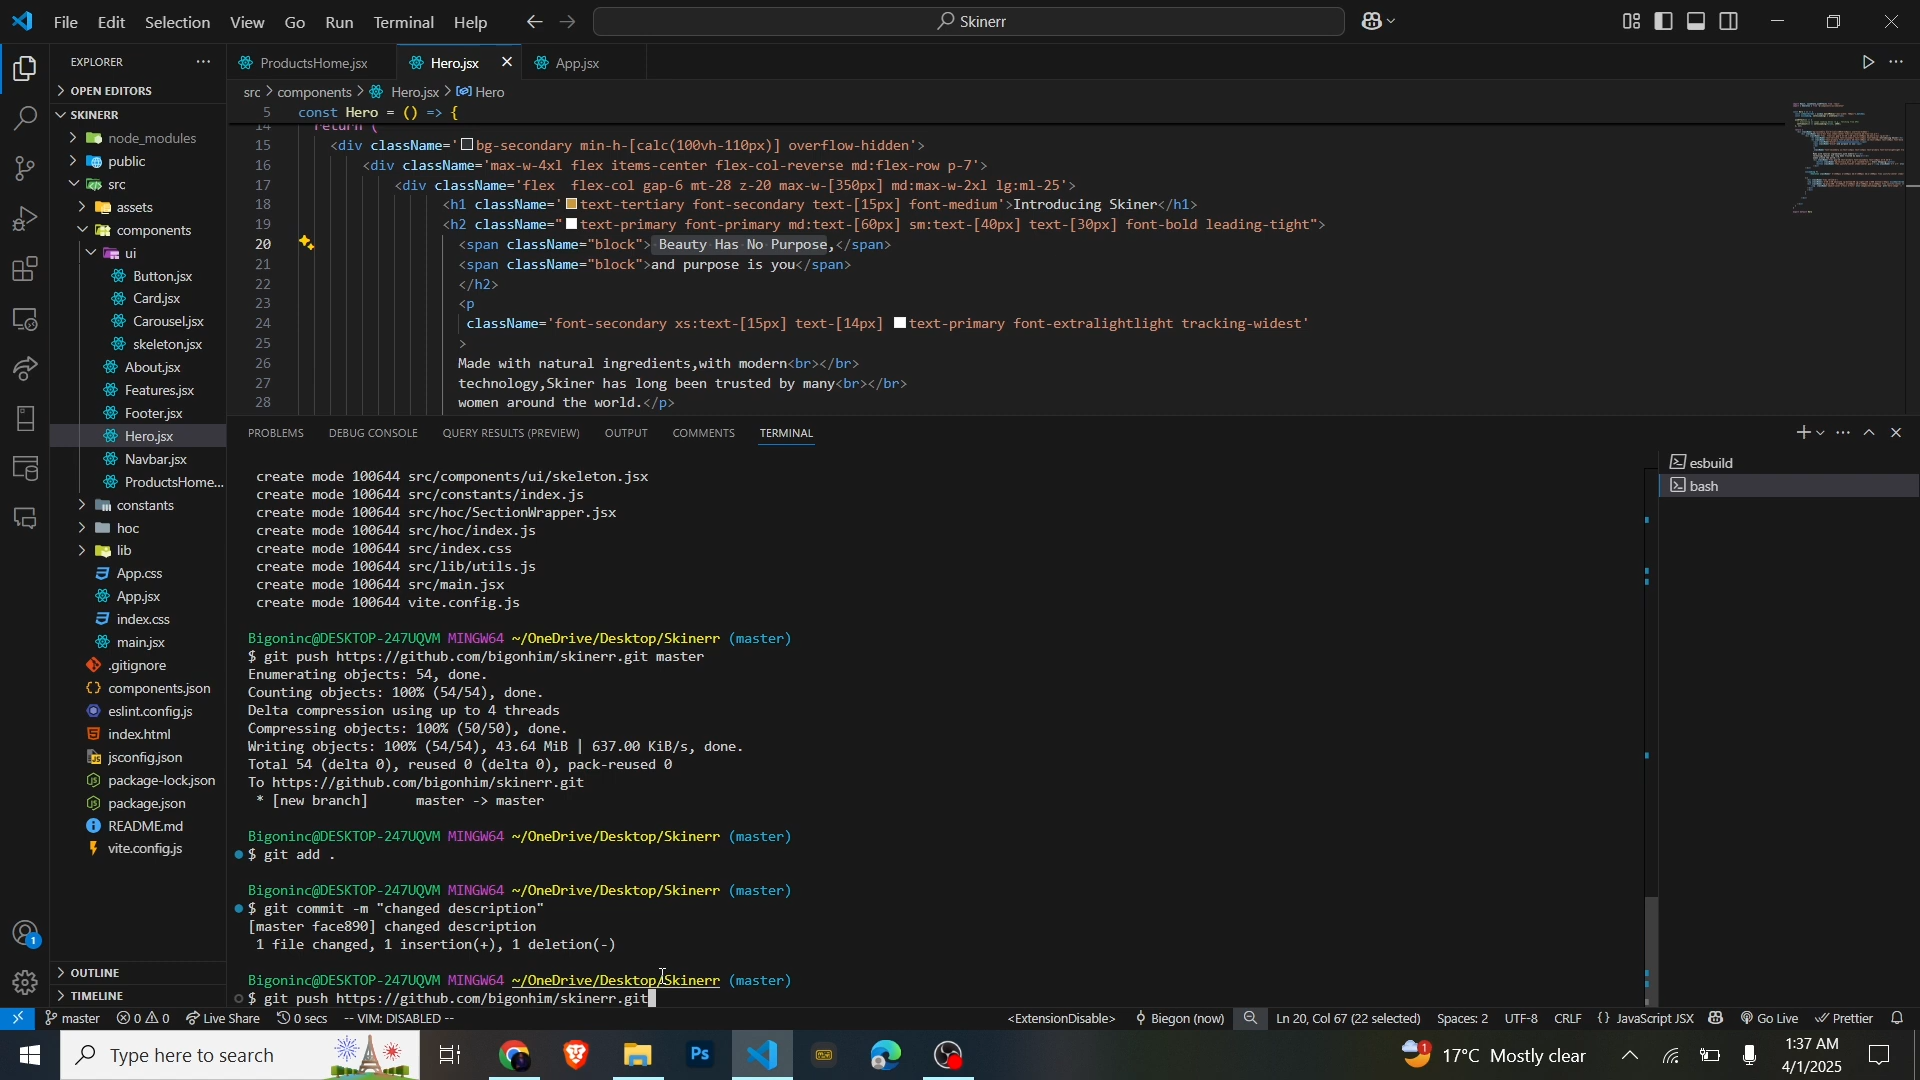 File Edit Selection View Go Run Terminal Help
Skinerr
EXPLORER
OPEN EDITORS
SKINERR
node_modules
public
src
assets
components
ui
Button.jsx
Card.jsx
Carousel.jsx
skeleton.jsx
About.jsx
Features.jsx
Footer.jsx
Hero.jsx
Navbar.jsx
ProductsHome...
constants
hoc
lib
App.css
App.jsx
index.css
main.jsx
.gitignore
components.json
eslint.config.js
index.html
jsconfig.json
package-lock.json
package.json
README.md
vite.config.js
OUTLINE
TIMELINE
ProductsHome.jsx Hero.jsx App.jsx
src > components > Hero.jsx > Hero
5 const Hero = () => {
14 return (
15 <div className='bg-secondary min-h-[calc(100vh-110px)] overflow-hidden'>
16 <div className='max-w-4xl flex items-center flex-col-reverse md:flex-row p-7'>
17 <div className='flex  flex-col gap-6 mt-28 z-20 max-w-[350px] md:max-w-2xl lg:ml-25'>
18 <h1 className='text-tertiary font-secondary text-[15px] font-medium'>Introducing Skiner</h1>
19 <h2 className="text-primary font-primary md:text-[60px] sm:text-[40px] text-[30px] font-bold leading-tight">
20 <span className="block"> Beauty Has No Purpose,</span>
21 <span className="block">and purpose is you</span>
22 </h2>
23 <p
24 className='font-secondary xs:text-[15px] text-[14px] text-primary font-extralightlight tracking-widest'
25 >
26 Made with natural ingredients,with modern<br></br>
27 technology,Skiner has long been trusted by many<br></br>
28 women around the world.</p>
PROBLEMS DEBUG CONSOLE QUERY RESULTS (PREVIEW) OUTPUT COMMENTS TERMINAL
esbuild
bash
create mode 100644 src/components/ui/skeleton.jsx
create mode 100644 src/constants/index.js
create mode 100644 src/hoc/SectionWrapper.jsx
create mode 100644 src/hoc/index.js
create mode 100644 src/index.css
create mode 100644 src/lib/utils.js
create mode 100644 src/main.jsx
create mode 100644 vite.config.js
Bigoninc@DESKTOP-247UQVM MINGW64 ~/OneDrive/Desktop/Skinerr (master)
$ git push https://github.com/bigonhim/skinerr.git master
Enumerating objects: 54, done.
Counting objects: 100% (54/54), done.
Delta compression using up to 4 threads
Compressing objects: 100% (50/50), done.
Writing objects: 100% (54/54), 43.64 MiB | 637.00 KiB/s, done.
Total 54 (delta 0), reused 0 (delta 0), pack-reused 0
To https://github.com/bigonhim/skinerr.git
* [new branch]      master -> master
Bigoninc@DESKTOP-247UQVM MINGW64 ~/OneDrive/Desktop/Skinerr (master)
$ git add .
Bigoninc@DESKTOP-247UQVM MINGW64 ~/OneDrive/Desktop/Skinerr (master)
$ git commit -m "changed description"
[master face890] changed description
1 file changed, 1 insertion(+), 1 deletion(-)
Bigoninc@DESKTOP-247UQVM MINGW64 ~/OneDrive/Desktop/Skinerr (master)
$ git push https://github.com/bigonhim/skinerr.git
master 0 0 0 Live Share 0 secs -- VIM: DISABLED -- <ExtensionDisable> Biegon (now) Ln 20, Col 67 (22 selected) Spaces: 2 UTF-8 CRLF {} JavaScript JSX Go Live Prettier
Type here to search
Ps
1 17°C Mostly clear
1:37 AM
4/1/2025